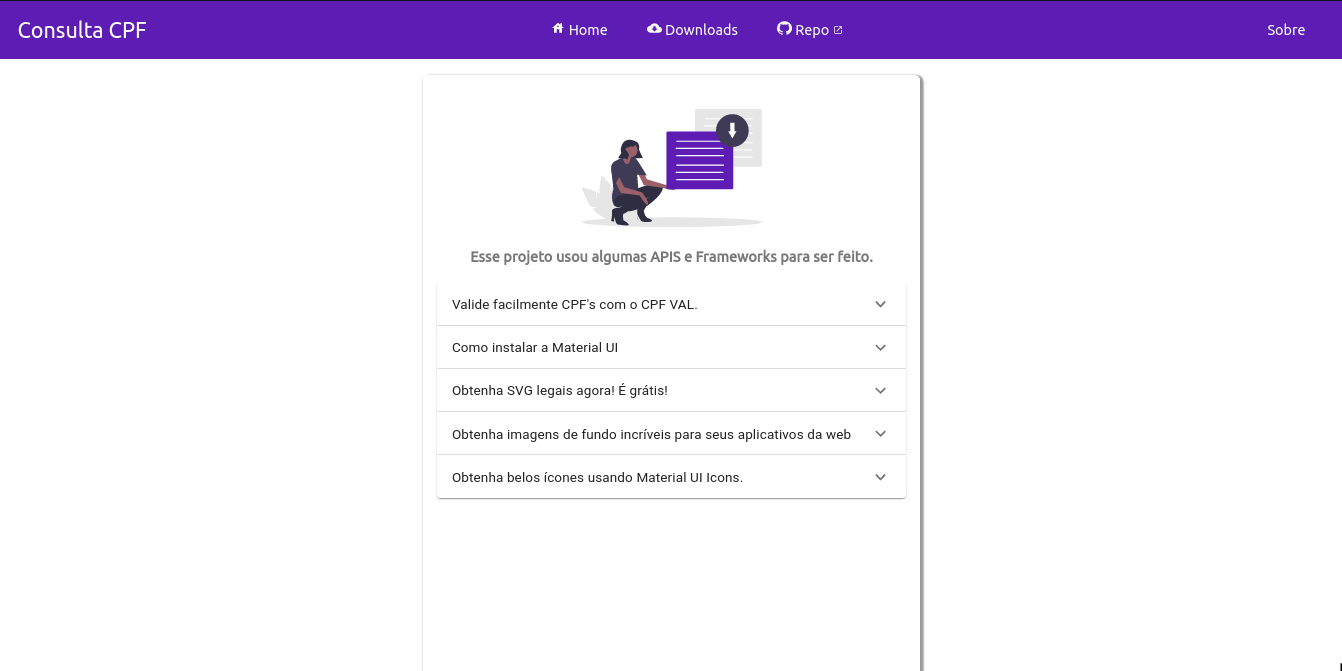 Consulta CPF
Home
Downloads
Repo
Sobre
Esse projeto usou algumas APIS e Frameworks para ser feito.
Valide facilmente CPF's com o CPF VAL.
Como instalar a Material UI
Obtenha SVG legais agora! É grátis!
Obtenha imagens de fundo incríveis para seus aplicativos da web
Obtenha belos ícones usando Material UI Icons.